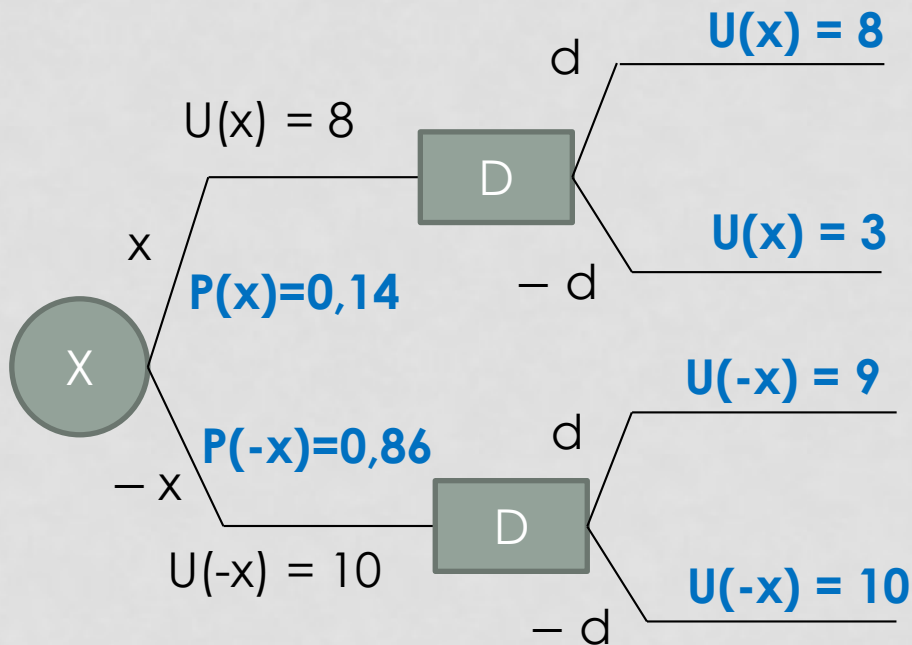 U(x) = 8
d
U(x) = 8
D
x
U(x) = 3
P(x)=0,14
– d
X
U(-x) = 9
P(-x)=0,86
d
– x
D
U(-x) = 10
U(-x) = 10
– d